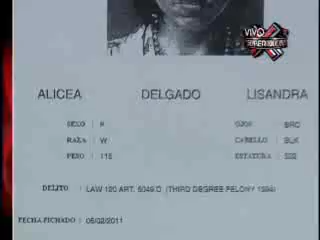 VIVO
ALICEA DELGADO LISANDRA
SEXO F OJOS BRO
RAZA W CABELLO BLK
PESO 115 ESTATURA 502
DELITO LAW 120 ART. 5049.C (THIRD DEGREE FELONY 1994)
FECHA FICHADO 05/02/2011